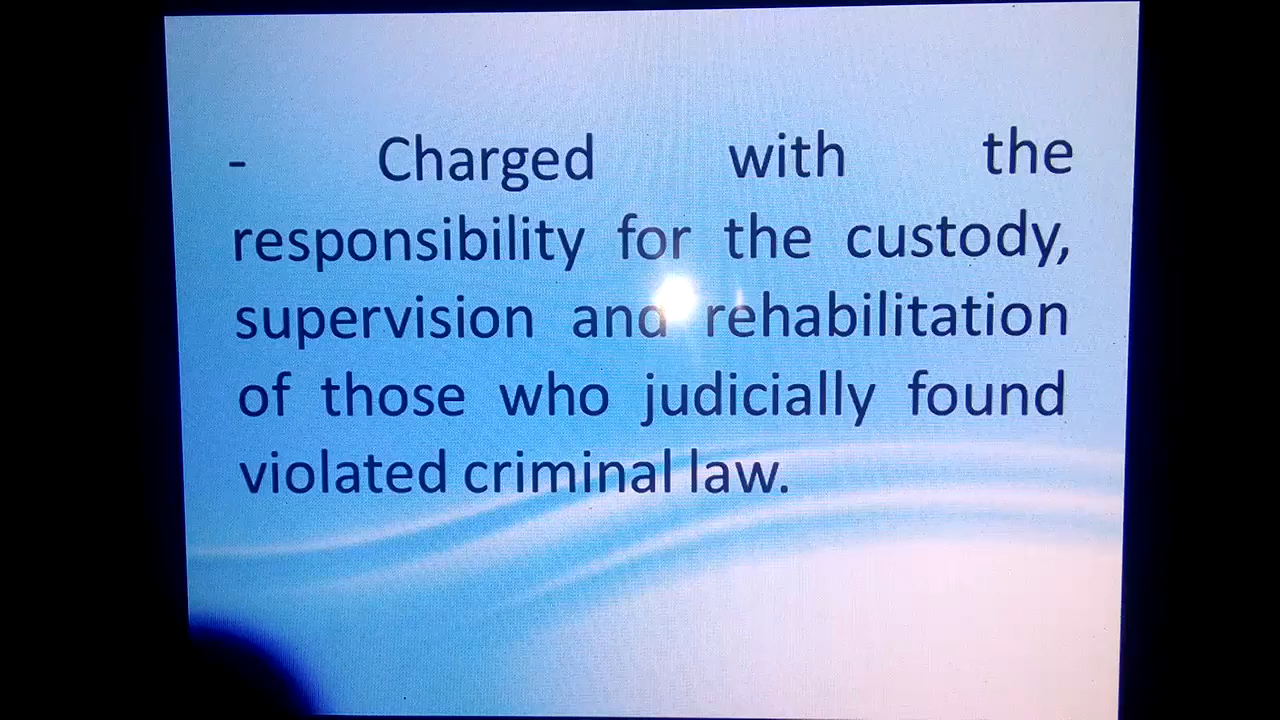 - Charged with the
responsibility for the custody,
supervision and rehabilitation
of those who judicially found
violated criminal law.